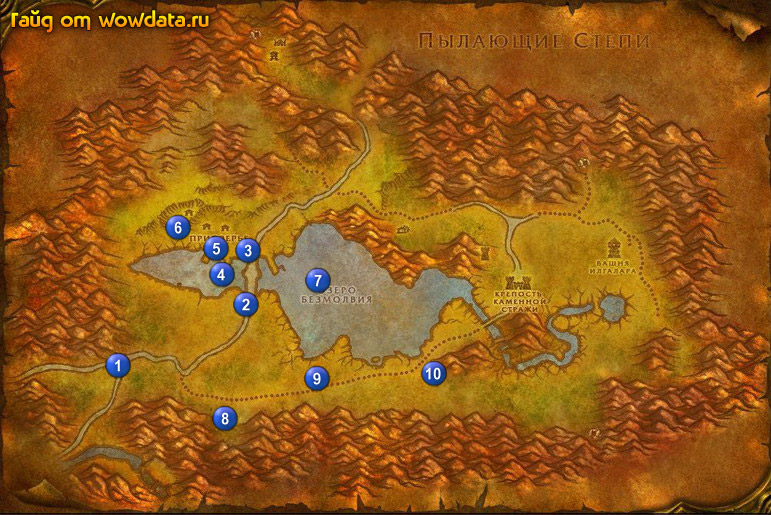 гайд от wowdata.ru
Пылающие Степи
6
5
3
4
7
2
ОЗЕРО
БЕЗМОЛВИЯ
БАШНЯ
ИЛГАЛАРА
КРЕПОСТЬ
КАМЕННОЙ
СТРАЖИ
1
9
10
8